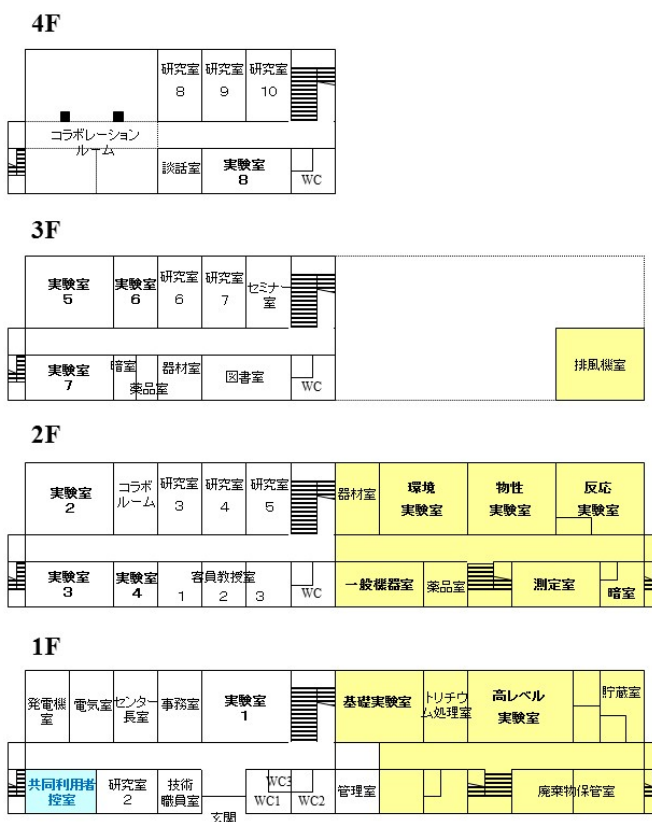 4F
研究室 研究室 研究室
8 9 10
コラボレーション
ルーム
談話室 実験室
8
WC
3F
実験室 実験室 研究室 研究室 セミナー
5 6 6 7 室
排風機室
実験室 暗室 器材室 図書室
7 薬品室 WC
2F
実験室 コラボ 研究室 研究室 研究室 器材室 環境 物性 反応
2 ルーム 3 4 5 実験室 実験室 実験室
実験室 実験室 客員教授室 一般機器室 薬品室 測定室
3 4 1 2 3 WC 暗室
1F
発電機 電気室 センター 事務室 実験室 基礎実験室 トリチウ 高レベル 貯蔵室
室 長室 1 ム処理室 実験室
共同利用者 研究室 技術 WC3 管理室 廃棄物保管室
控室 2 職員室 WC1 WC2
玄関